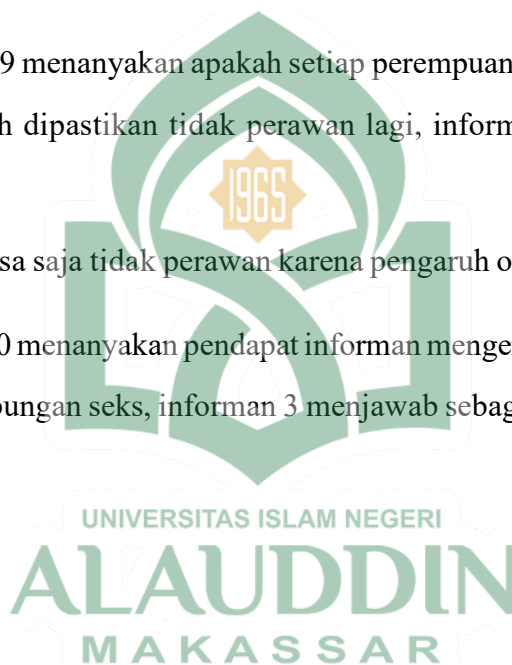 9 menanyakan apakah setiap perempuan
h dipastikan tidak perawan lagi, inform
1965
sa saja tidak perawan karena pengaruh o
0 menanyakan pendapat informan menge
bungan seks, informan 3 menjawab sebag
UNIVERSITAS ISLAM NEGERI
ALAUDDIN
MAKASSAR